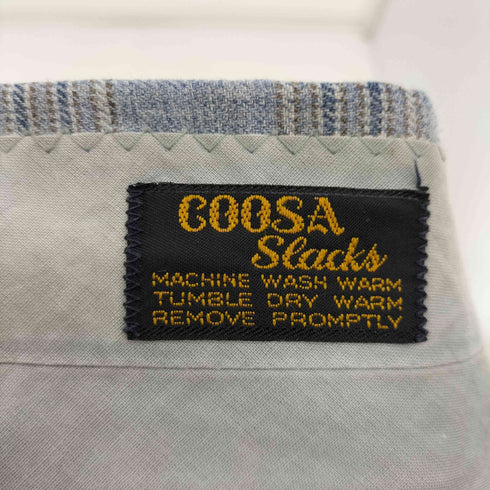 COOSA
Slacks
MACHINE WASH WARM
TUMBLE DRY WARM
REMOVE PROMPTLY